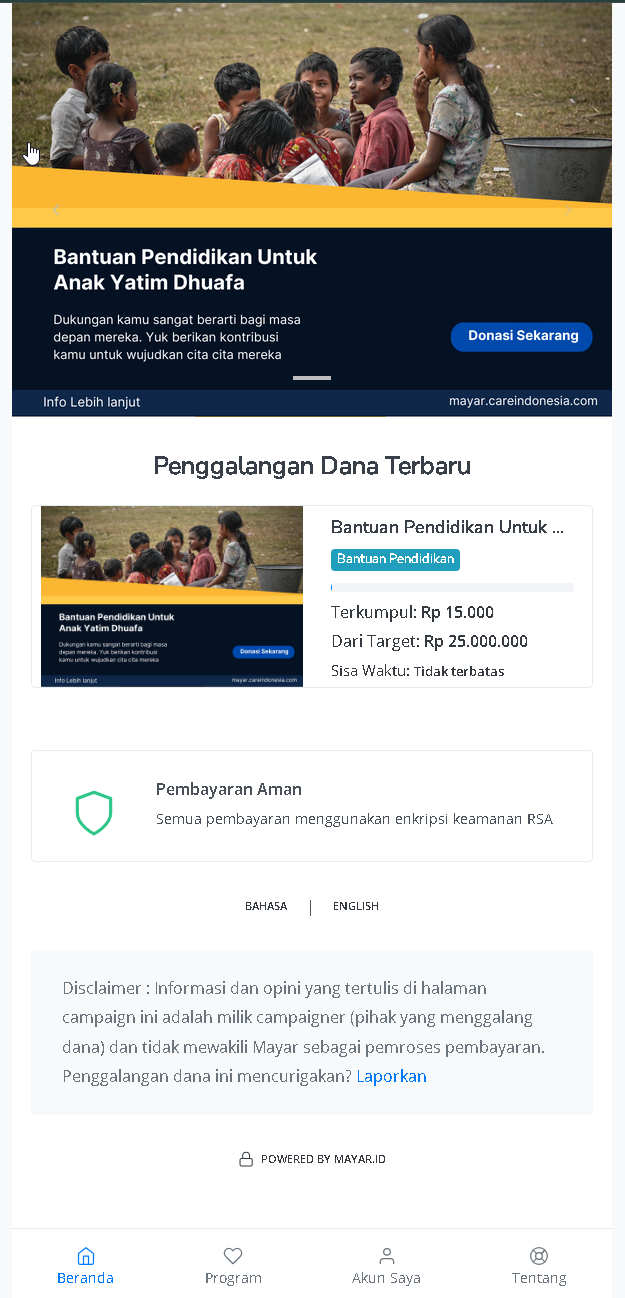 Bantuan Pendidikan Untuk
Anak Yatim Dhuafa
Dukungan kamu sangat berarti bagi masa
depan mereka. Yuk berikan kontribusi
kamu untuk wujudkan cita cita mereka
Donasi Sekarang
Info Lebih lanjut
mayar.careindonesia.com
Penggalangan Dana Terbaru
Bantuan Pendidikan Untuk
Anak Yatim Dhuafa
Dukungan kamu sangat berarti bagi masa
depan mereka. Yuk berikan kontribusi
kamu untuk wujudkan cita cita mereka
Donasi Sekarang
Info Lebih lanjut
mayar.careindonesia.com
Bantuan Pendidikan Untuk ...
Bantuan Pendidikan
Terkumpul: Rp 15.000
Dari Target: Rp 25.000.000
Sisa Waktu: Tidak terbatas
Pembayaran Aman
Semua pembayaran menggunakan enkripsi keamanan RSA
BAHASA | ENGLISH
Disclaimer : Informasi dan opini yang tertulis di halaman
campaign ini adalah milik campaigner (pihak yang menggalang
dana) dan tidak mewakili Mayar sebagai pemroses pembayaran.
Penggalangan dana ini mencurigakan? Laporkan
POWERED BY MAYAR.ID
Beranda
Program
Akun Saya
Tentang